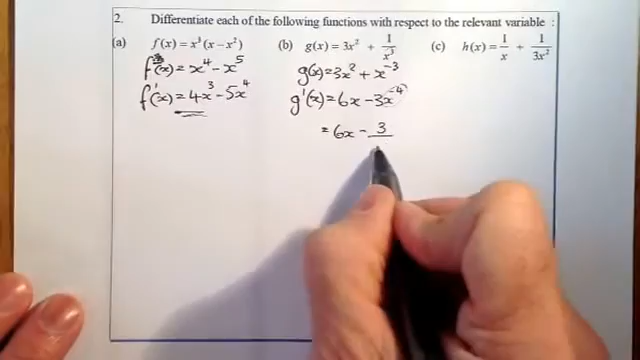 2. Differentiate each of the following functions with respect to the relevant variable :
(a) f(x) = x³(x − x²) (b) g(x) = 3x² + 1/x³ (c) h(x) = 1/x + 1/3x²
f(x) = x⁴ − x⁵
f'(x) = 4x³ − 5x⁴
g(x) = 3x² + x⁻³
g'(x) = 6x − 3x⁻⁴
= 6x − 3